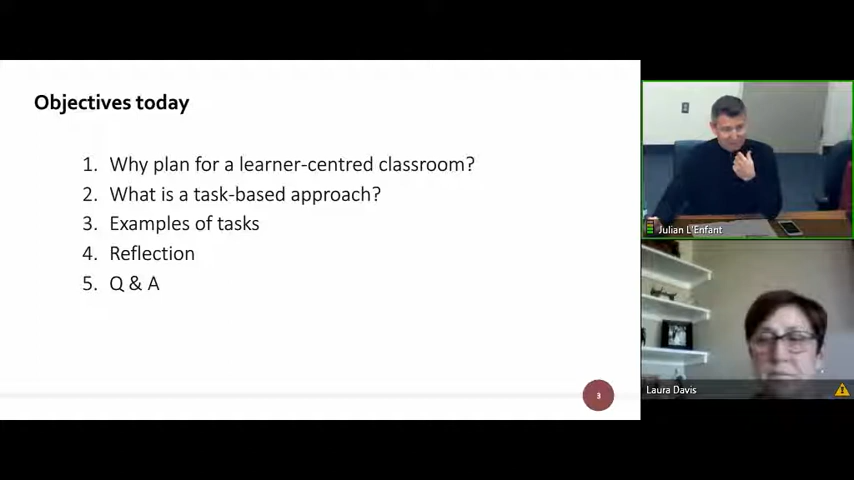 Objectives today
1. Why plan for a learner-centred classroom?
2. What is a task-based approach?
3. Examples of tasks
4. Reflection
5. Q & A
3
Julian L'Enfant
Laura Davis